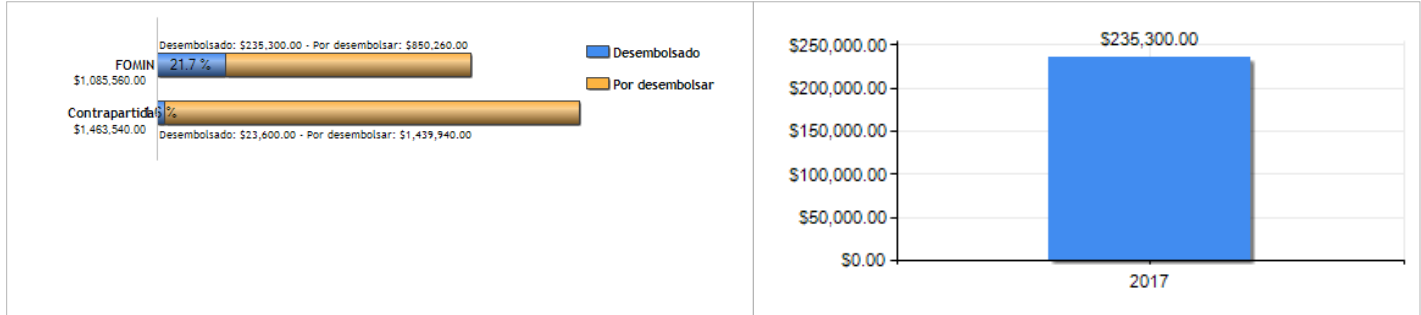 Desembolsado: $235,300.00 - Por desembolsar: $850,260.00
FOMIN
$1,085,560.00
21.7 %
Contrapartida
$1,463,540.00
%
Desembolsado: $23,600.00 - Por desembolsar: $1,439,940.00
Desembolsado
Por desembolsar
$235,300.00
$250,000.00
$200,000.00
$150,000.00
$100,000.00
$50,000.00
$0.00
2017